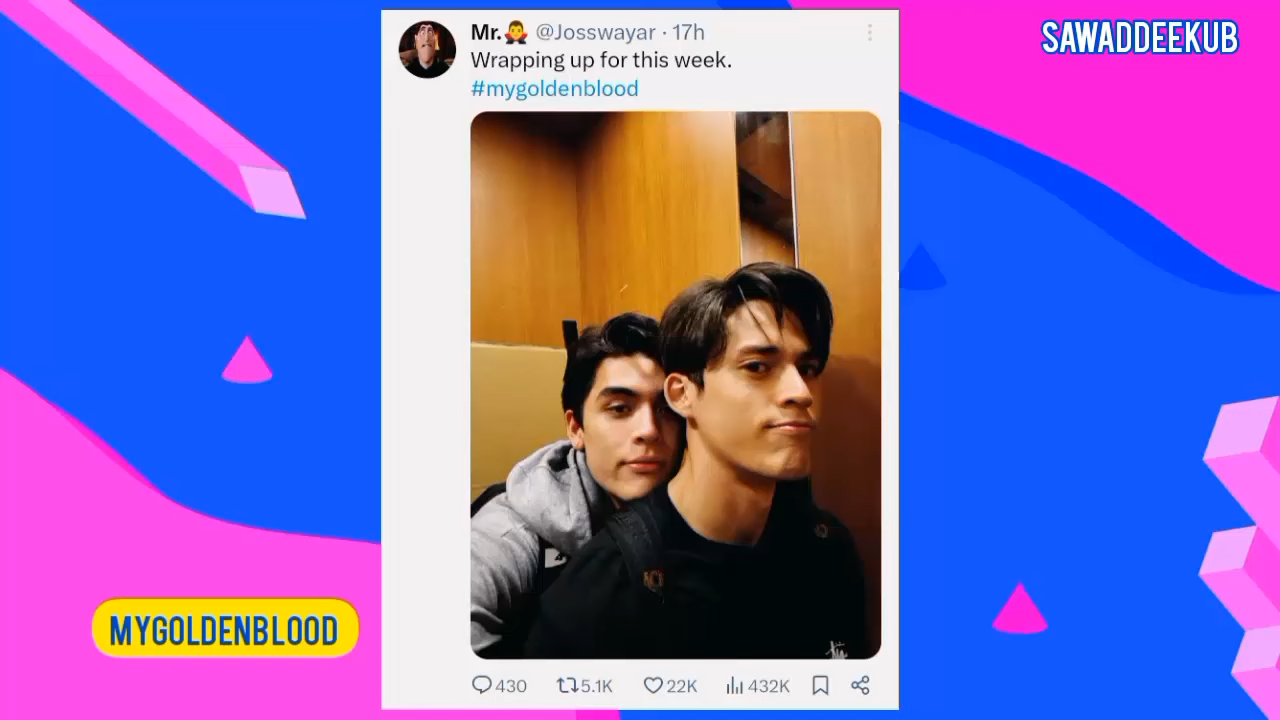 SAWADDEEKUB
Mr.🧛‍♂️ @Josswayar · 17h
Wrapping up for this week.
#mygoldenblood
430 5.1K 22K 432K
MYGOLDENBLOOD